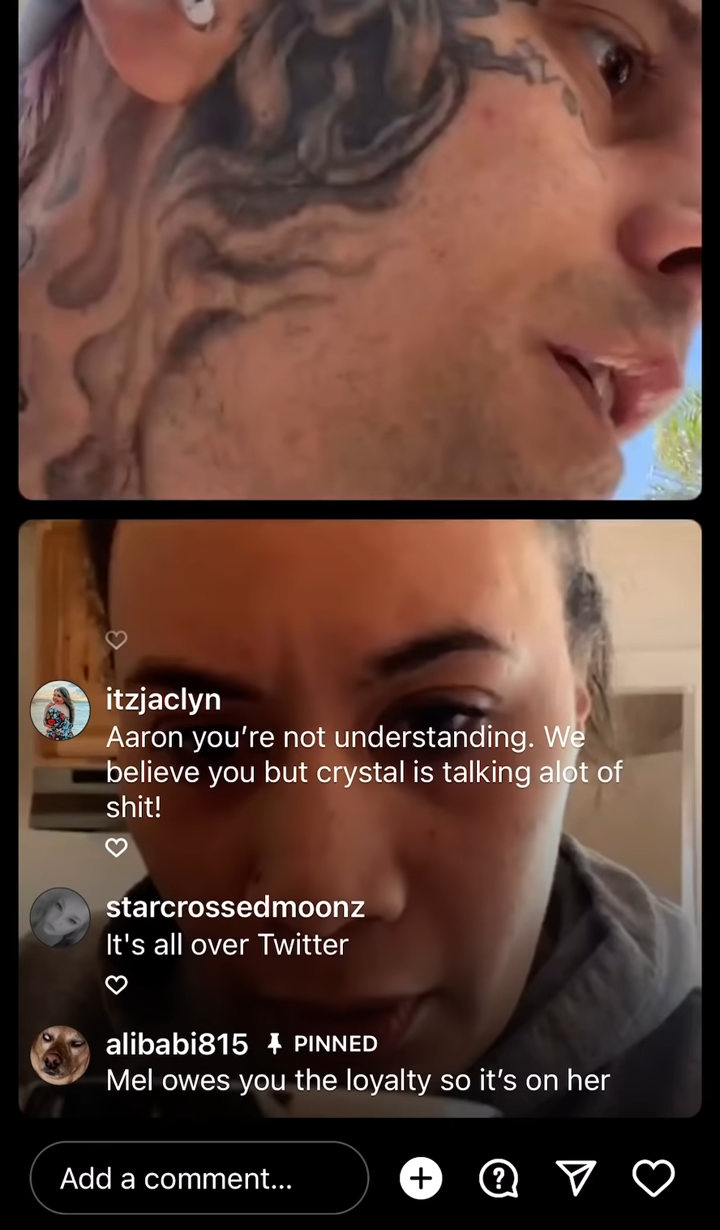 itzjaclyn
Aaron you’re not understanding. We
believe you but crystal is talking alot of
shit!
starcrossedmoonz
It's all over Twitter
alibabi815 PINNED
Mel owes you the loyalty so it’s on her
Add a comment...